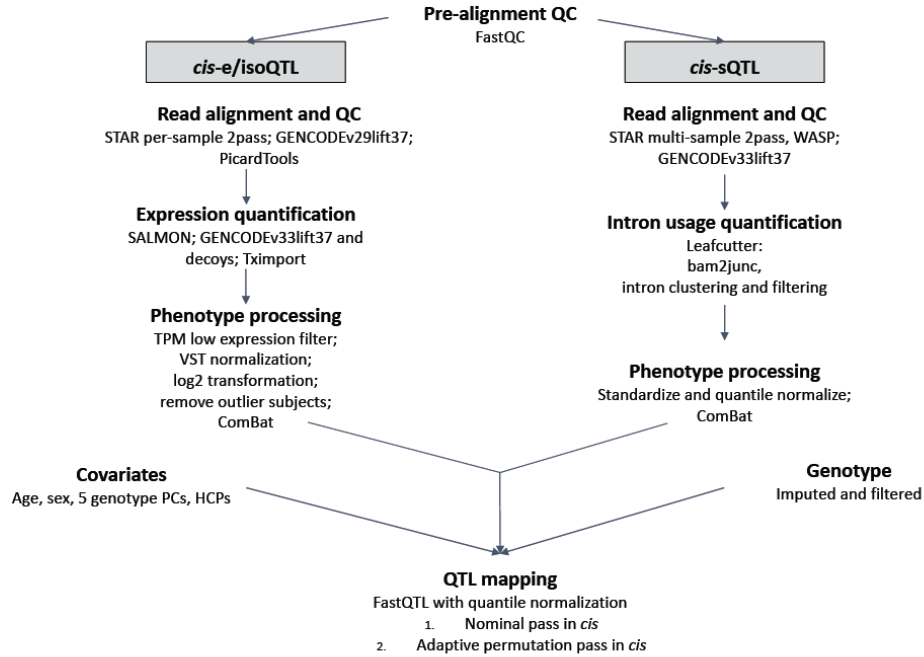 Pre-alignment QC
FastQC
cis-e/isoQTL
Read alignment and QC
STAR per-sample 2pass; GENCODEv29lift37;
PicardTools
Expression quantification
SALMON; GENCODEv33lift37 and
decoys; Tximport
Phenotype processing
TPM low expression filter;
VST normalization;
log2 transformation;
remove outlier subjects;
ComBat
cis-sQTL
Read alignment and QC
STAR multi-sample 2pass, WASP;
GENCODEv33lift37
Intron usage quantification
Leafcutter:
bam2junc,
intron clustering and filtering
Phenotype processing
Standardize and quantile normalize;
ComBat
Covariates
Age, sex, 5 genotype PCs, HCPs
Genotype
Imputed and filtered
QTL mapping
FastQTL with quantile normalization
1. Nominal pass in cis
2. Adaptive permutation pass in cis